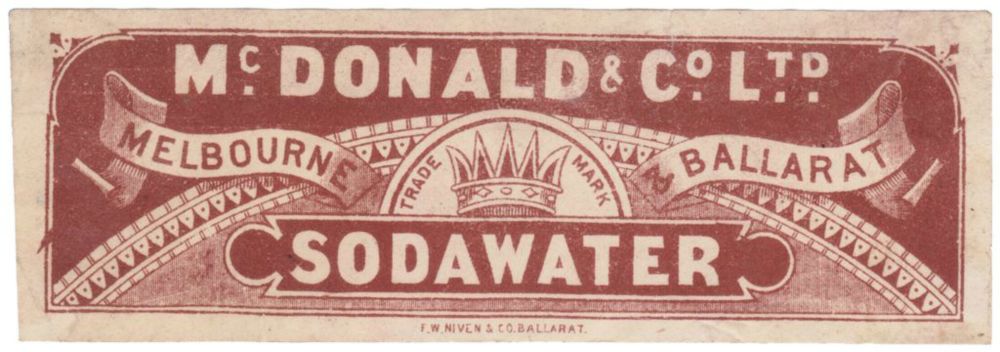 McDONALD & Co. LTD.
MELBOURNE & BALLARAT
TRADE MARK
SODAWATER
F.W. NIVEN & CO. BALLARAT.